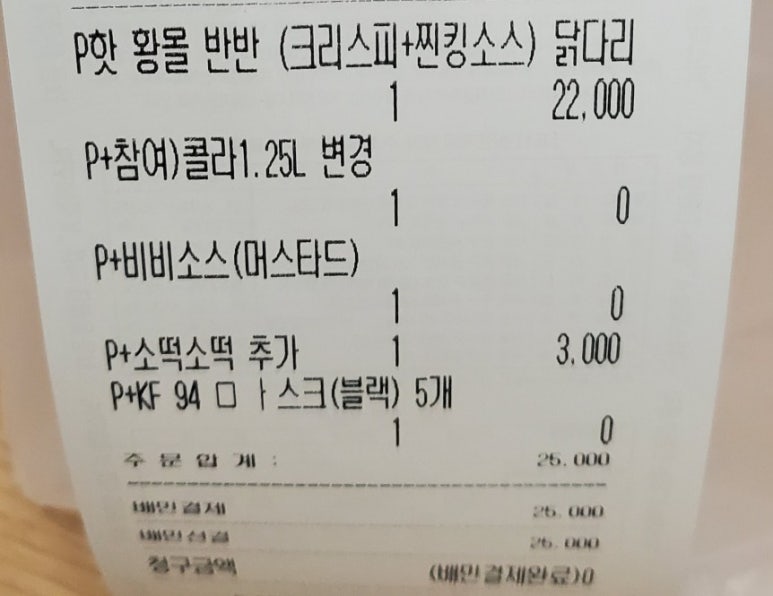 P핫 황몰 반반 (크리스피+찐킹소스) 닭다리
1 22,000
P+참여)콜라1.25L 변경
1 0
P+비비소스(머스타드)
1 0
P+소떡소떡 추가 1 3,000
P+KF 94 ㅁ ㅏ스크(블랙) 5개
1 0
주 문 합 계 : 25,000
배민결제 25,000
배민선결 25,000
청구금액 (배민결제완료)0